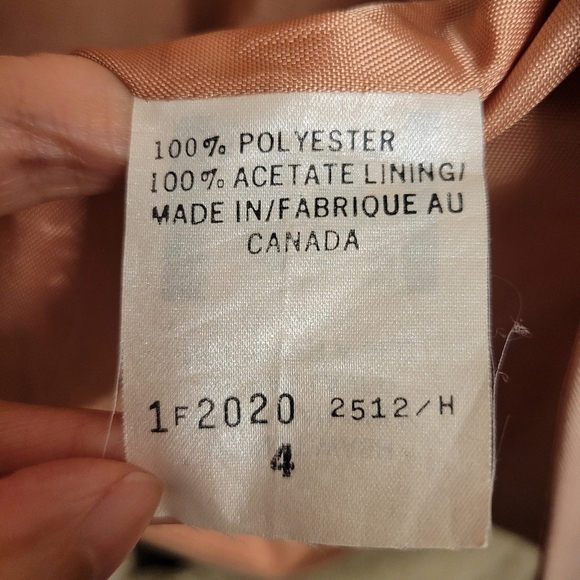 100% POLYESTER
100% ACETATE LINING/
MADE IN/FABRIQUE AU
CANADA
1F2020 2512/H
4